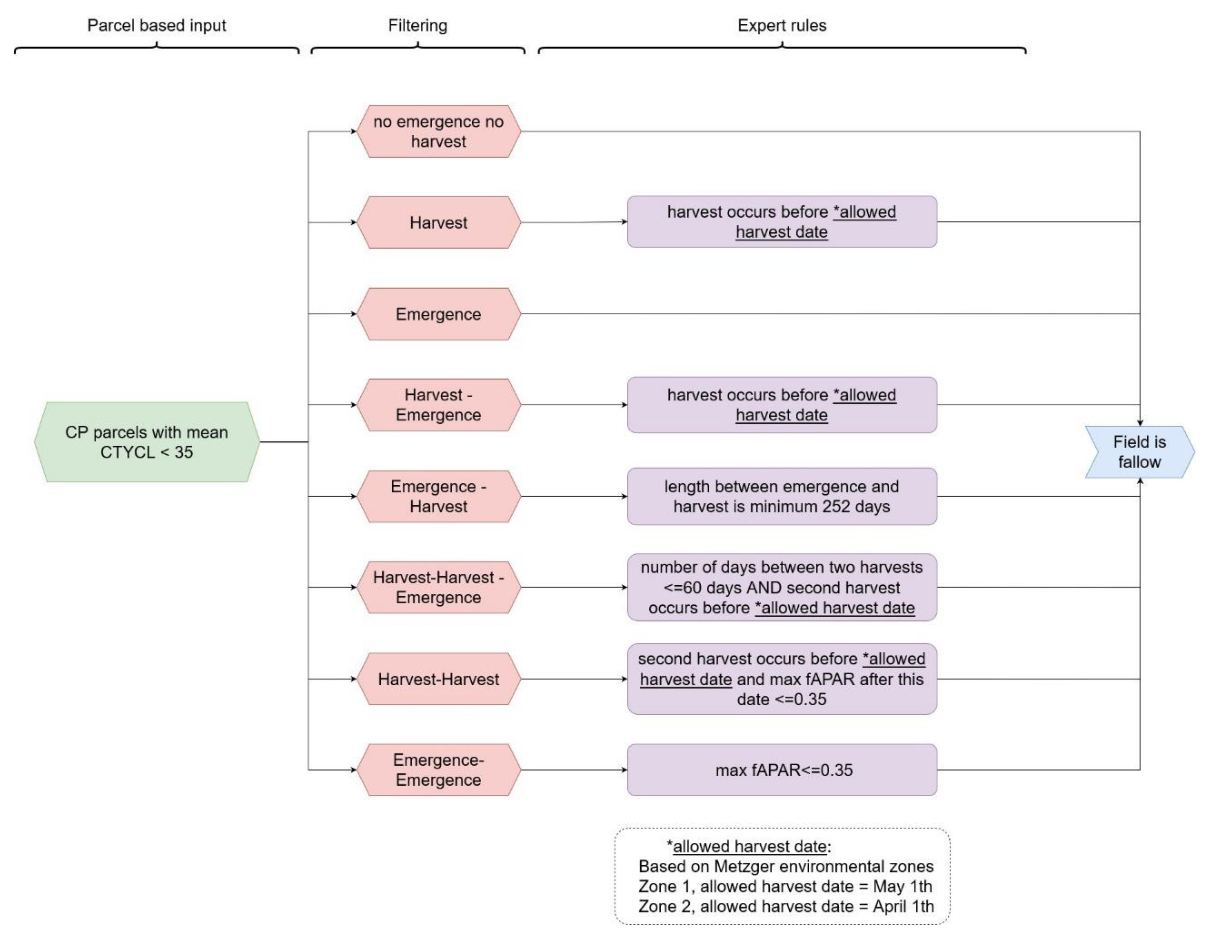 Parcel based input
Filtering
Expert rules
no emergence no
harvest
Harvest
harvest occurs before *allowed
harvest date
Emergence
Harvest -
Emergence
harvest occurs before *allowed
harvest date
CP parcels with mean
CTYCL < 35
Field is
fallow
Emergence -
Harvest
length between emergence and
harvest is minimum 252 days
Harvest-Harvest -
Emergence
number of days between two harvests
<=60 days AND second harvest
occurs before *allowed harvest date
Harvest-Harvest
second harvest occurs before *allowed
harvest date and max fAPAR after this
date <=0.35
Emergence-
Emergence
max fAPAR<=0.35
*allowed harvest date:
Based on Metzger environmental zones
Zone 1, allowed harvest date = May 1th
Zone 2, allowed harvest date = April 1th